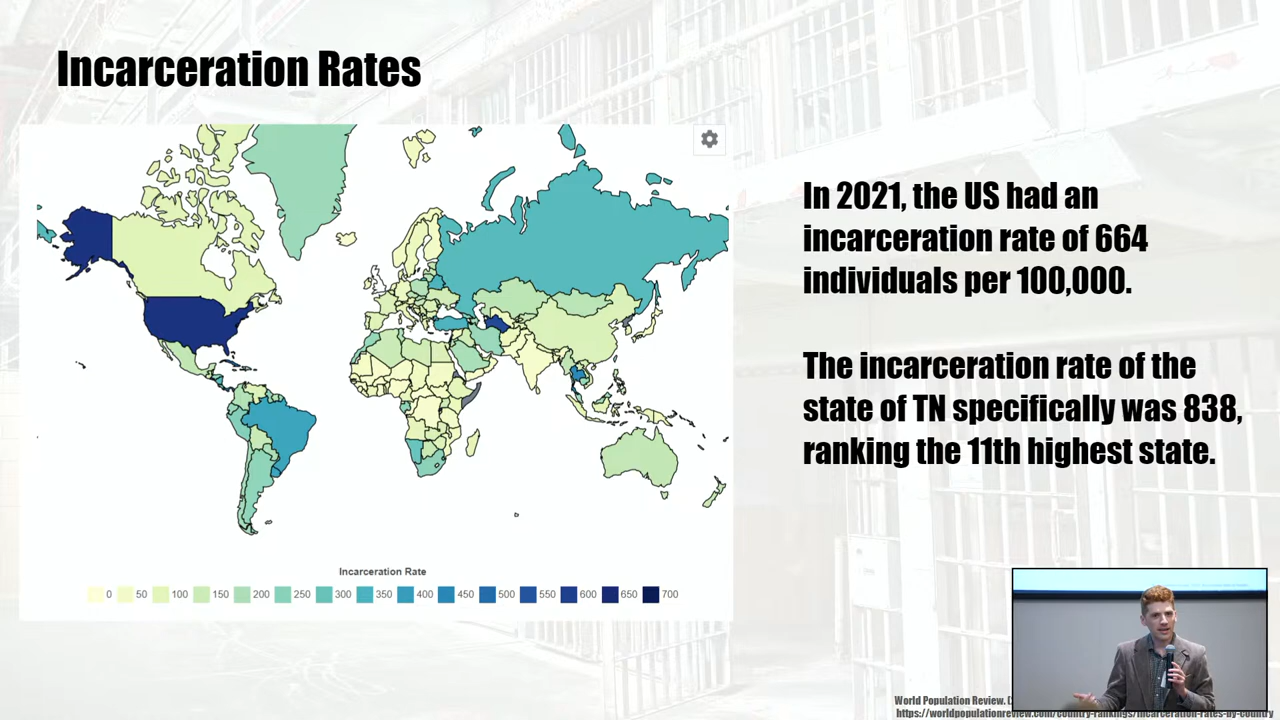 Incarceration Rates
In 2021, the US had an
incarceration rate of 664
individuals per 100,000.
The incarceration rate of the
state of TN specifically was 838,
ranking the 11th highest state.
Incarceration Rate
0 50 100 150 200 250 300 350 400 450 500 550 600 650 700
World Population Review.
https://worldpopulationreview.com/country-rankings/incarceration-rates-by-country